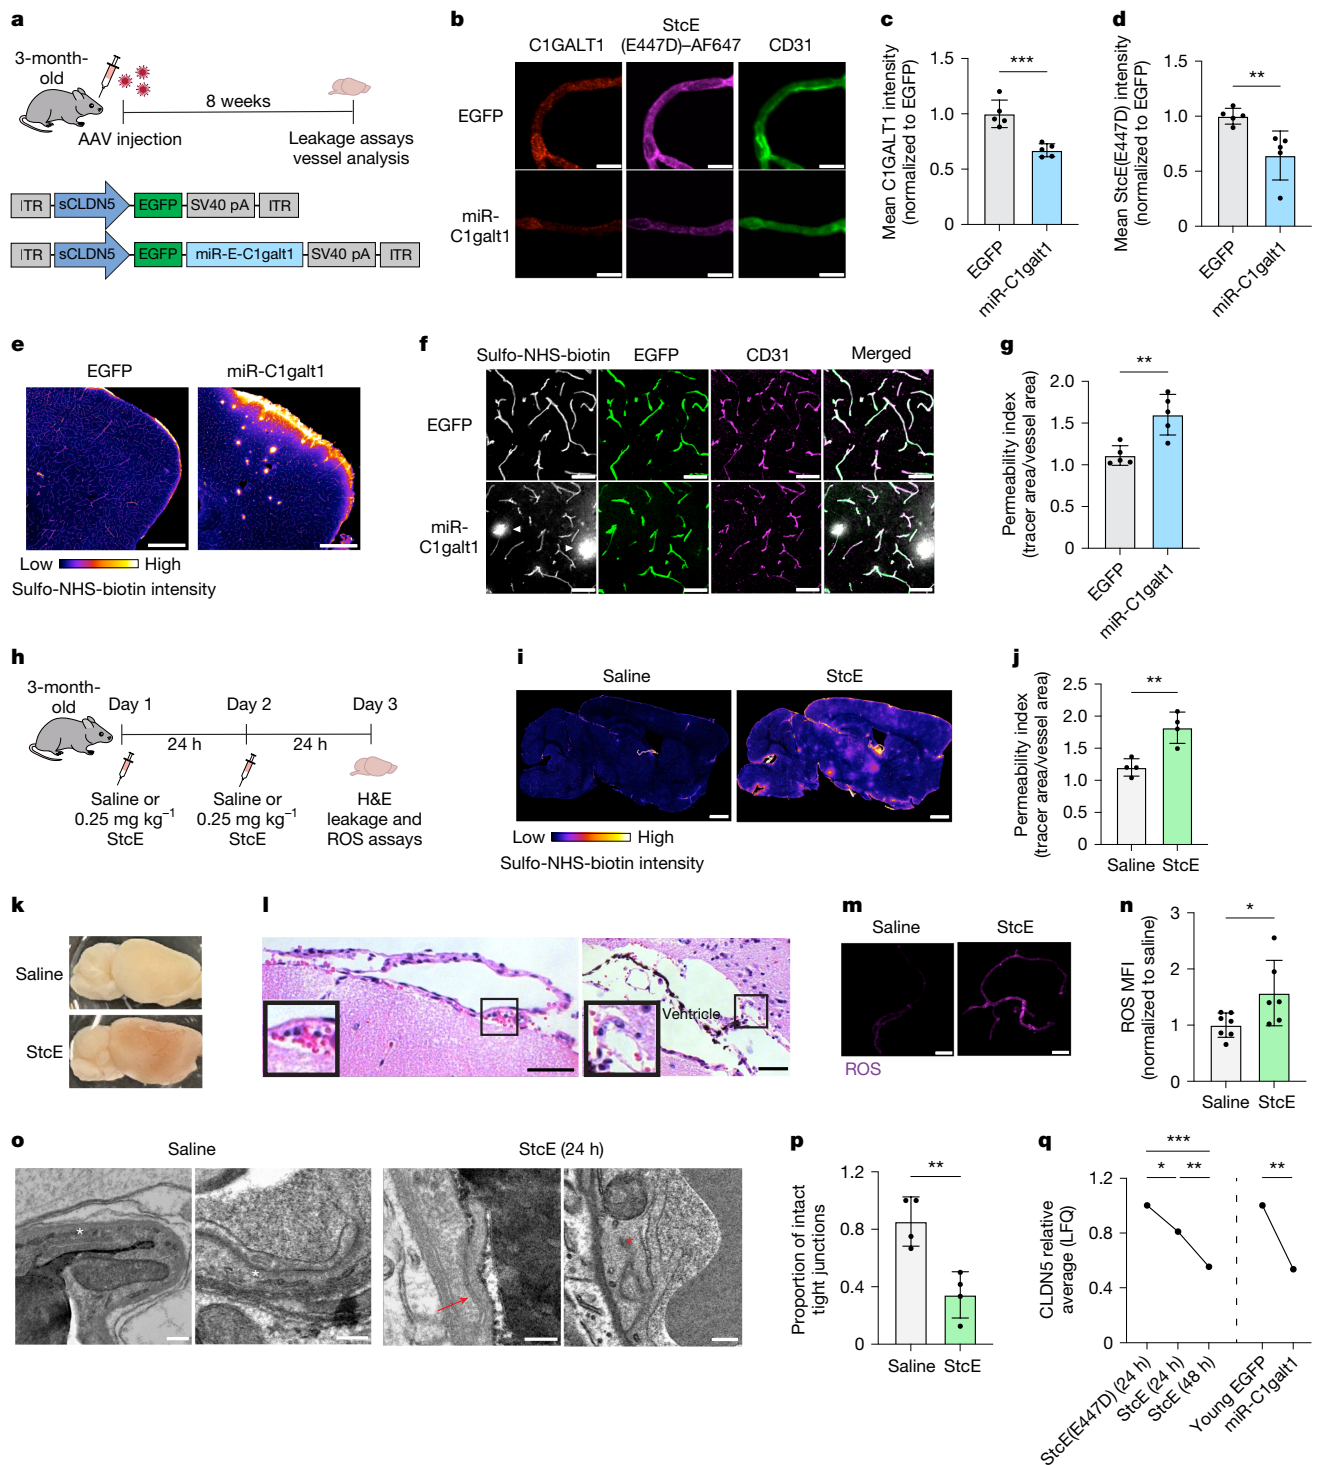 a
3-month-
old
8 weeks
AAV injection
Leakage assays
vessel analysis
ITR sCLDN5 EGFP SV40 pA ITR
ITR sCLDN5 EGFP miR-E-C1galt1 SV40 pA ITR
b
C1GALT1
StcE
(E447D)–AF647
CD31
EGFP
miR-
C1galt1
c
Mean C1GALT1 intensity
(normalized to EGFP)
1.5
1.0
0.5
0
***
EGFP
miR-C1galt1
d
Mean StcE(E447D) intensity
(normalized to EGFP)
1.5
1.0
0.5
0
**
EGFP
miR-C1galt1
e
EGFP
miR-C1galt1
Low
High
Sulfo-NHS-biotin intensity
f
Sulfo-NHS-biotin
EGFP
CD31
Merged
EGFP
miR-
C1galt1
g
Permeability index
(tracer area/vessel area)
2.0
1.5
1.0
0.5
0
**
EGFP
miR-C1galt1
h
3-month-
old
Day 1
Day 2
Day 3
24 h
24 h
Saline or
0.25 mg kg⁻¹
StcE
Saline or
0.25 mg kg⁻¹
StcE
H&E
leakage and
ROS assays
i
Saline
StcE
Low
High
Sulfo-NHS-biotin intensity
j
Permeability index
(tracer area/vessel area)
2.5
2.0
1.5
1.0
0.5
0
**
Saline
StcE
k
Saline
StcE
l
Ventricle
m
Saline
StcE
ROS
n
ROS MFI
(normalized to saline)
3
2
1
0
*
Saline
StcE
o
Saline
StcE (24 h)
*
*
*
p
Proportion of intact
tight junctions
1.2
0.8
0.4
0
**
Saline
StcE
q
CLDN5 relative
average (LFQ)
1.2
0.8
0.4
0
***
*
**
**
StcE(E447D) (24 h)
StcE (24 h)
StcE (48 h)
Young EGFP
miR-C1galt1